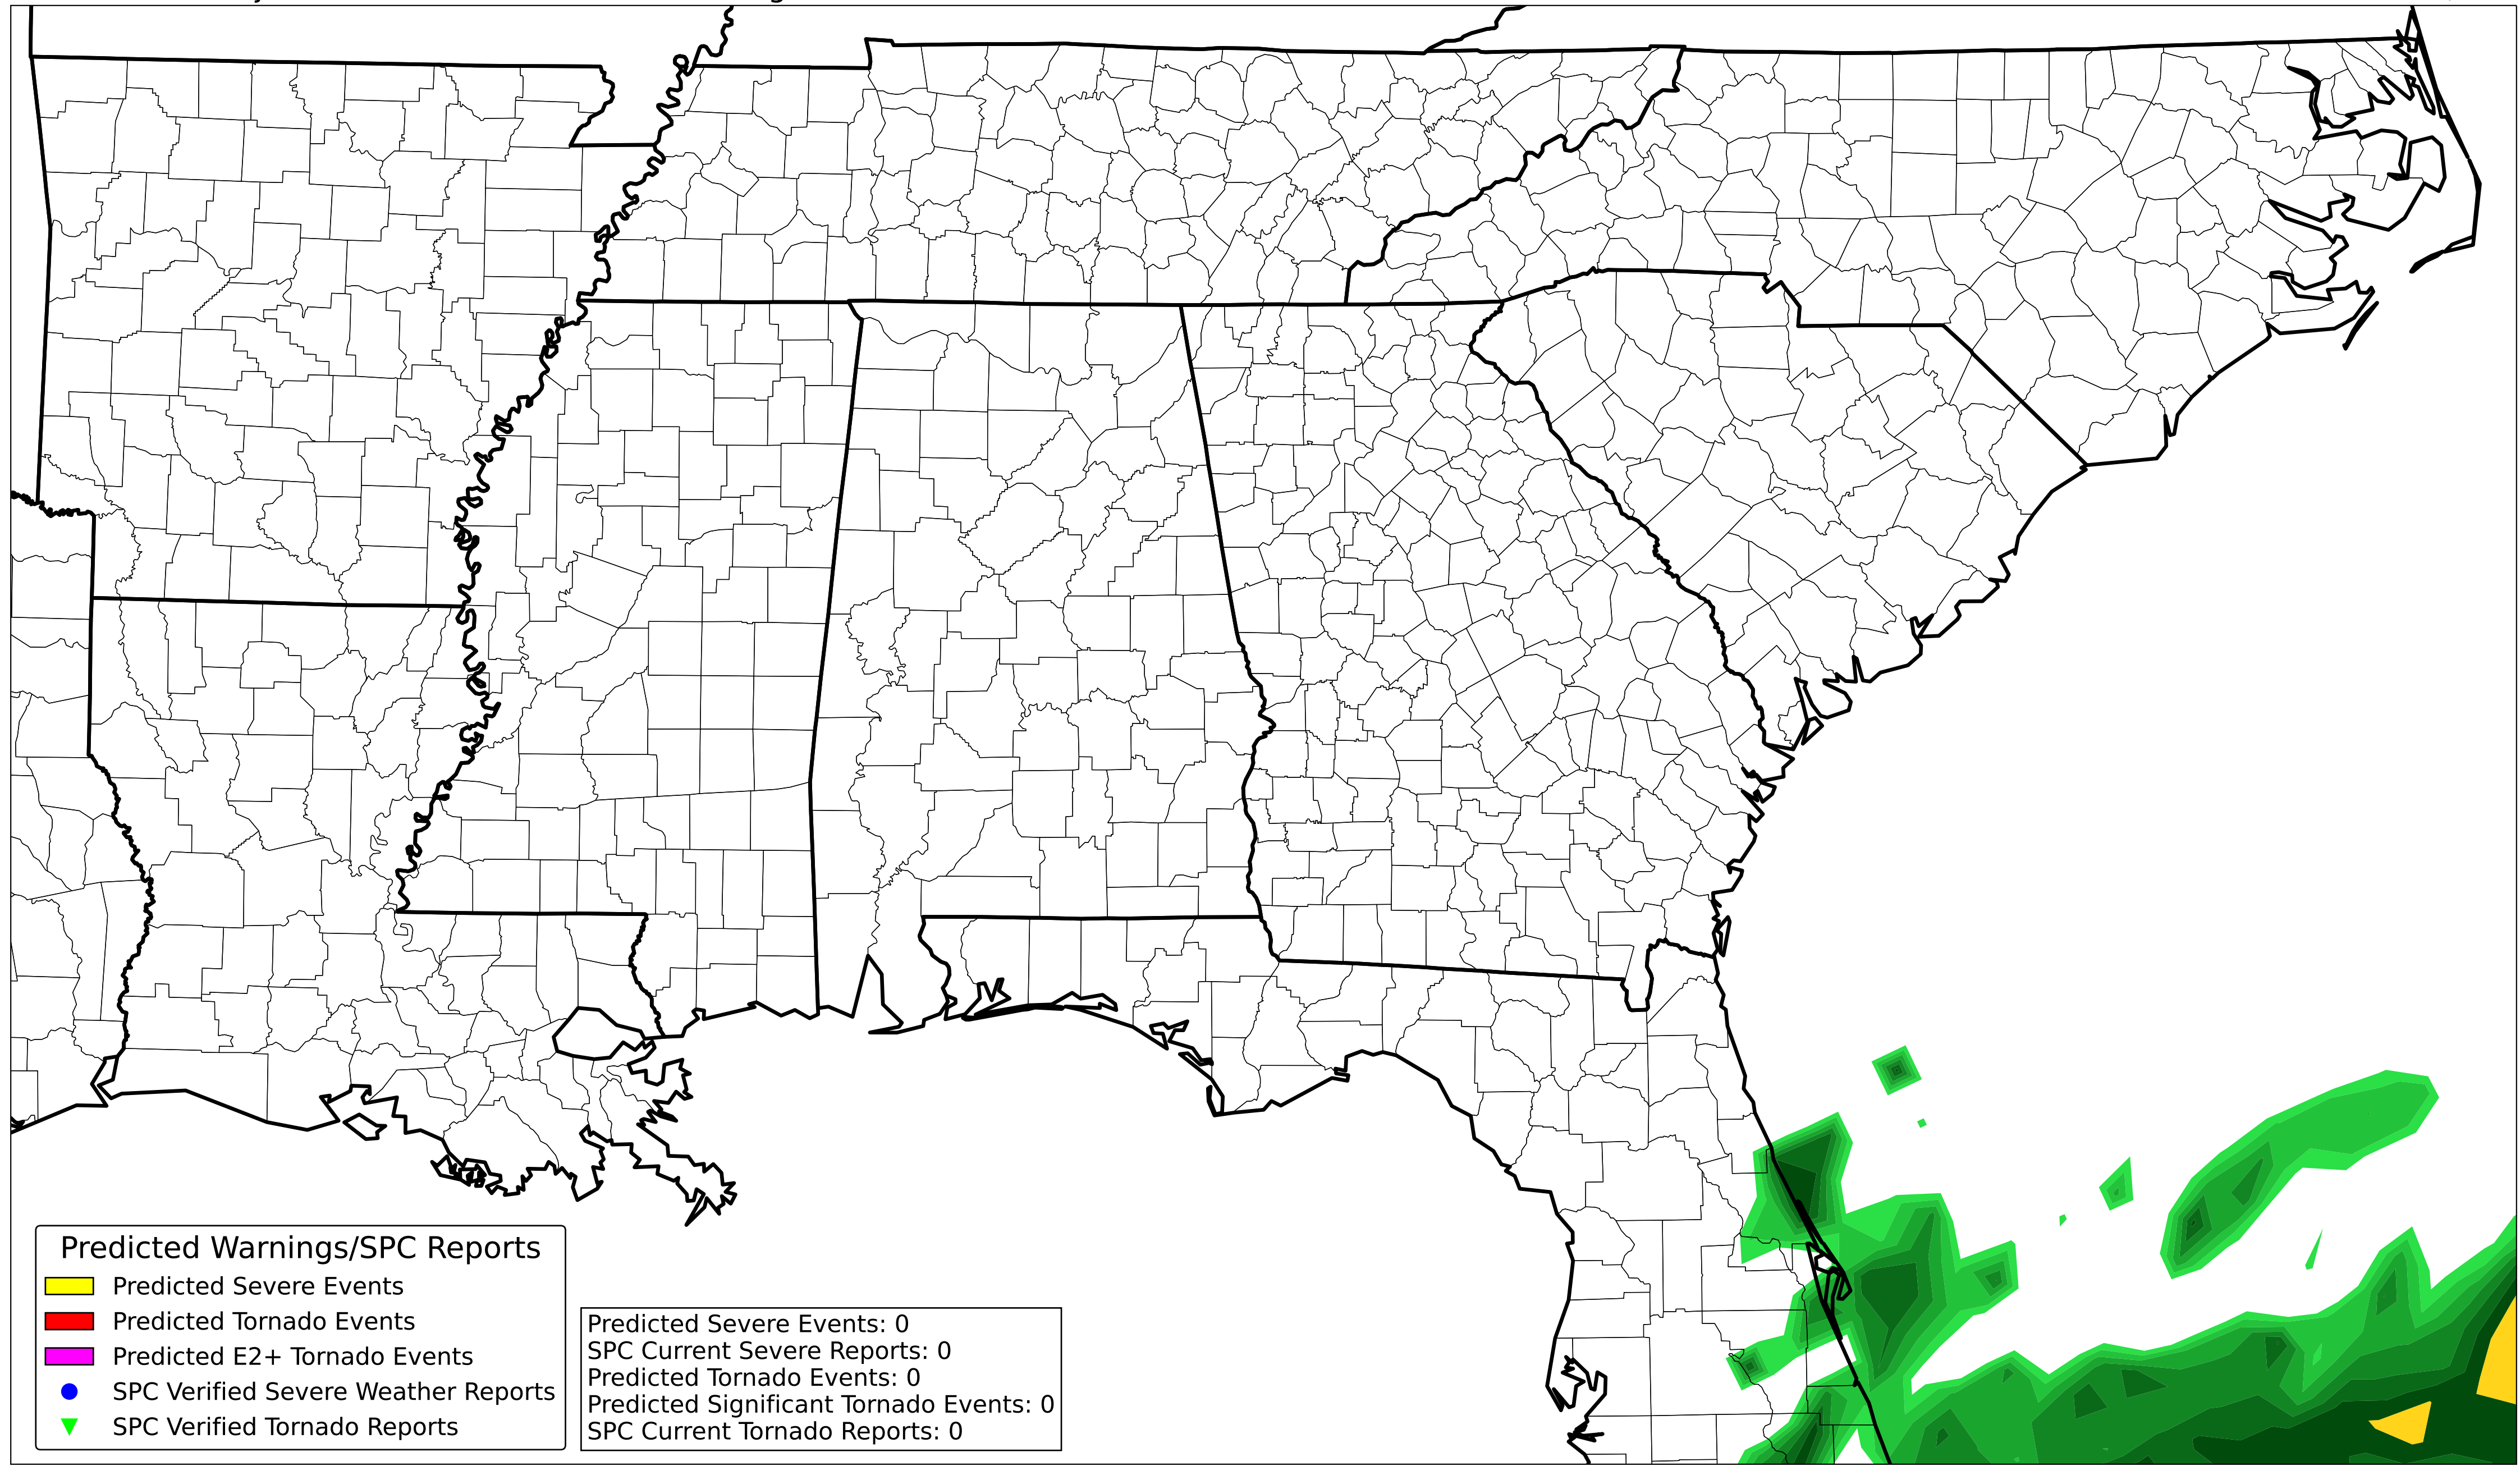 Predicted Warnings/SPC Reports
Predicted Severe Events
Predicted Tornado Events
Predicted E2+ Tornado Events
SPC Verified Severe Weather Reports
SPC Verified Tornado Reports
Predicted Severe Events: 0
SPC Current Severe Reports: 0
Predicted Tornado Events: 0
Predicted Significant Tornado Events: 0
SPC Current Tornado Reports: 0